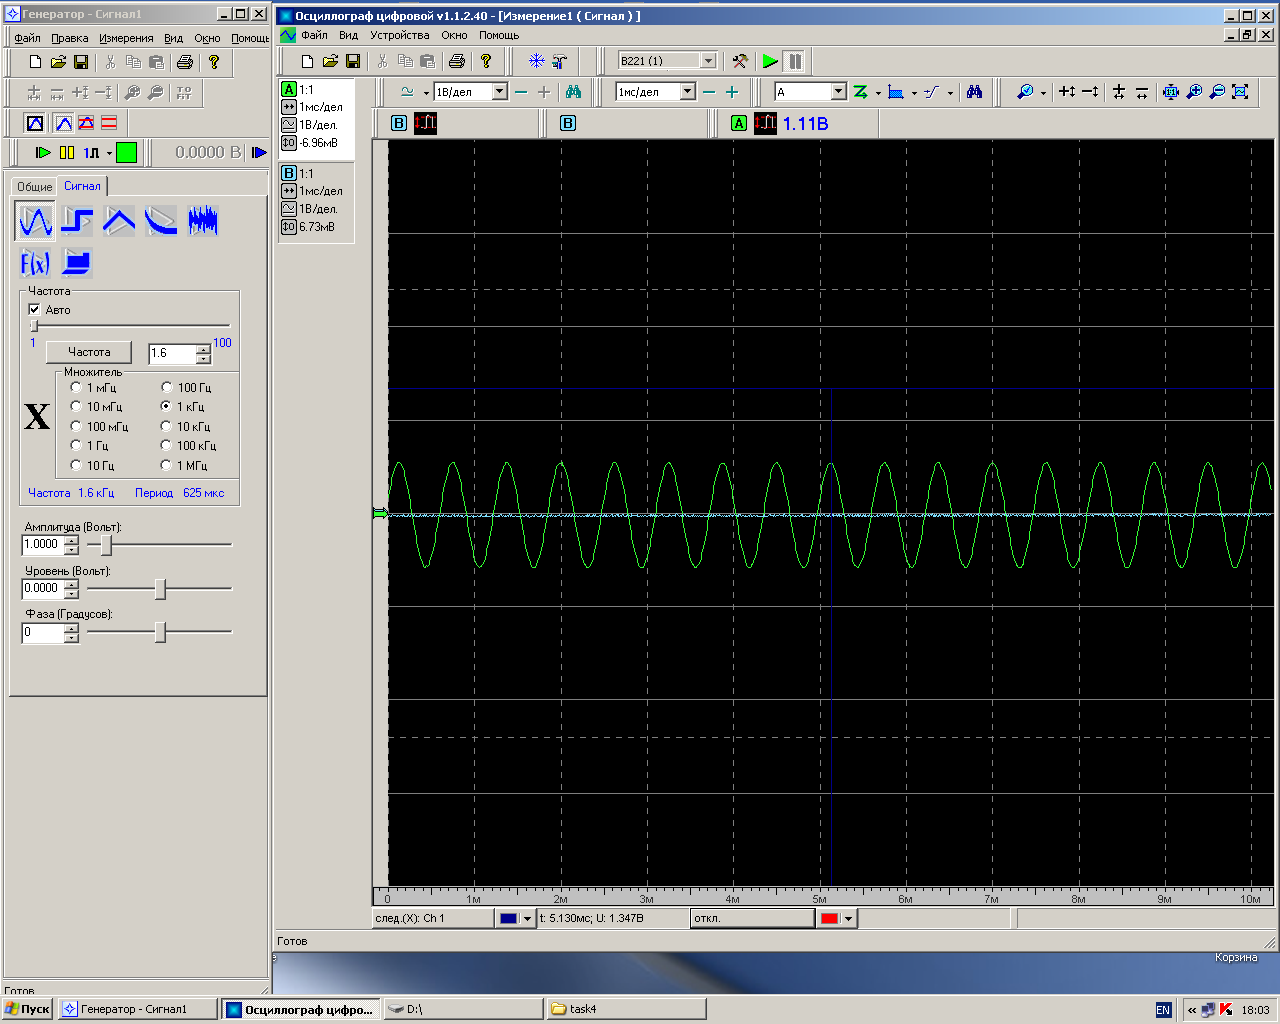 Генератор - Сигнал1
Файл Правка Измерения Вид Окно Помощь
0.0000 В
Общие Сигнал
F(x)
Частота
Авто
1 100
Частота 1.6
Множитель
X
1 мГц 100 Гц
10 мГц 1 кГц
100 мГц 10 кГц
1 Гц 100 кГц
10 Гц 1 МГц
Частота 1.6 кГц Период 625 мкс
Амплитуда (Вольт):
1.0000
Уровень (Вольт):
0.0000
Фаза (Градусов):
0
Готов
Осциллограф цифровой v1.1.2.40 - [Измерение1 ( Сигнал ) ]
Файл Вид Устройства Окно Помощь
B221 (1)
1В/дел 1мс/дел A
B B A 1.11В
A 1:1
1мс/дел
1В/дел.
-6.96мВ
B 1:1
1мс/дел
1В/дел.
6.73мВ
0 1м 2м 3м 4м 5м 6м 7м 8м 9м 10м
след.(X): Ch 1 t: 5.130мс; U: 1.347В откл.
Готов
Корзина
Пуск Генератор - Сигнал1 Осциллограф цифро... D:\ task4 EN « 18:03